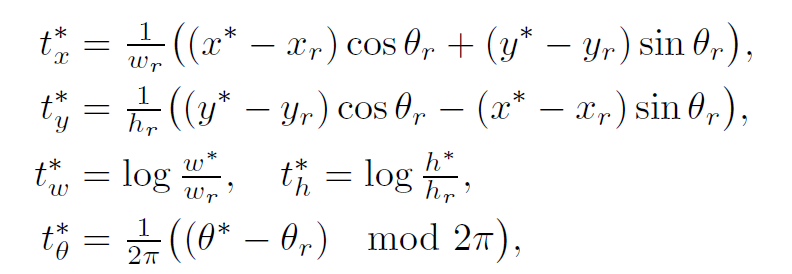 t*_x = 1/w_r ((x* − x_r) cos θ_r + (y* − y_r) sin θ_r),
t*_y = 1/h_r ((y* − y_r) cos θ_r − (x* − x_r) sin θ_r),
t*_w = log w*/w_r, t*_h = log h*/h_r,
t*_θ = 1/2π ((θ* − θ_r) mod 2π),